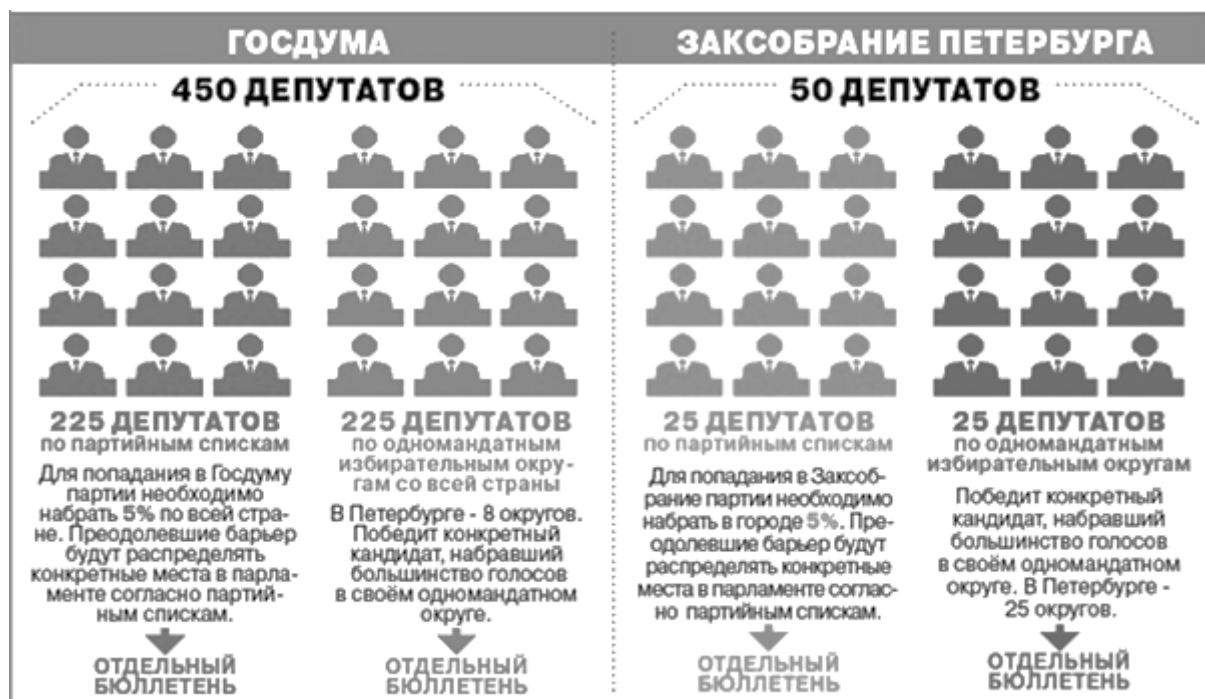 ГОСДУМА
450 ДЕПУТАТОВ
225 ДЕПУТАТОВ
по партийным спискам
Для попадания в Госдуму
партии необходимо
набрать 5% по всей стра-
не. Преодолевшие барьер
будут распределять
конкретные места в парла-
менте согласно партий-
ным спискам.
ОТДЕЛЬНЫЙ
БЮЛЛЕТЕНЬ
225 ДЕПУТАТОВ
по одномандатным
избирательным окру-
гам со всей страны
В Петербурге - 8 округов.
Победит конкретный
кандидат, набравший
большинство голосов
в своём одномандатном
округе.
ОТДЕЛЬНЫЙ
БЮЛЛЕТЕНЬ
ЗАКСОБРАНИЕ ПЕТЕРБУРГА
50 ДЕПУТАТОВ
25 ДЕПУТАТОВ
по партийным спискам
Для попадания в Заксоб-
рание партии необходимо
набрать в городе 5%. Пре-
одолевшие барьер будут
распределять конкретные
места в парламенте соглас-
но партийным спискам.
ОТДЕЛЬНЫЙ
БЮЛЛЕТЕНЬ
25 ДЕПУТАТОВ
по одномандатным
избирательным округам
Победит конкретный
кандидат, набравший
большинство голосов
в своём одномандатном
округе. В Петербурге -
25 округов.
ОТДЕЛЬНЫЙ
БЮЛЛЕТЕНЬ